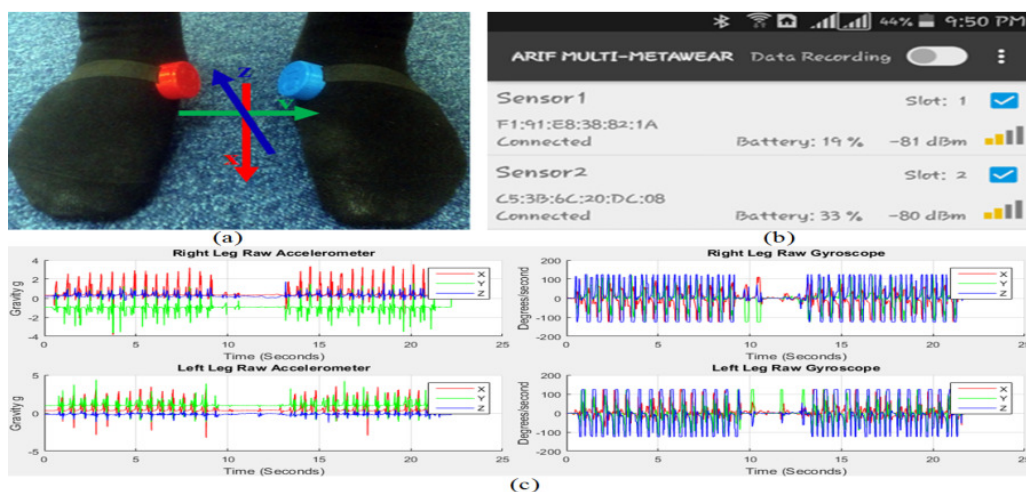 Z
Y
X
(a)
44% 9:50 PM
ARIF MULTI-METAWEAR Data Recording
Sensor1 Slot: 1
F1:91:E8:38:B2:1A
Connected Battery: 19 % -81 dBm
Sensor2 Slot: 2
C5:3B:6C:20:DC:08
Connected Battery: 33 % -80 dBm
(b)
Right Leg Raw Accelerometer
Gravity g
4
2
0
-2
-4
X
Y
Z
0 5 10 15 20 25
Time (Seconds)
Right Leg Raw Gyroscope
Degrees/second
200
100
0
-100
-200
X
Y
Z
0 5 10 15 20 25
Time (Seconds)
Left Leg Raw Accelerometer
Gravity g
5
0
-5
X
Y
Z
0 5 10 15 20 25
Time (Seconds)
Left Leg Raw Gyroscope
Degrees/second
200
100
0
-100
-200
X
Y
Z
0 5 10 15 20 25
Time (Seconds)
(c)